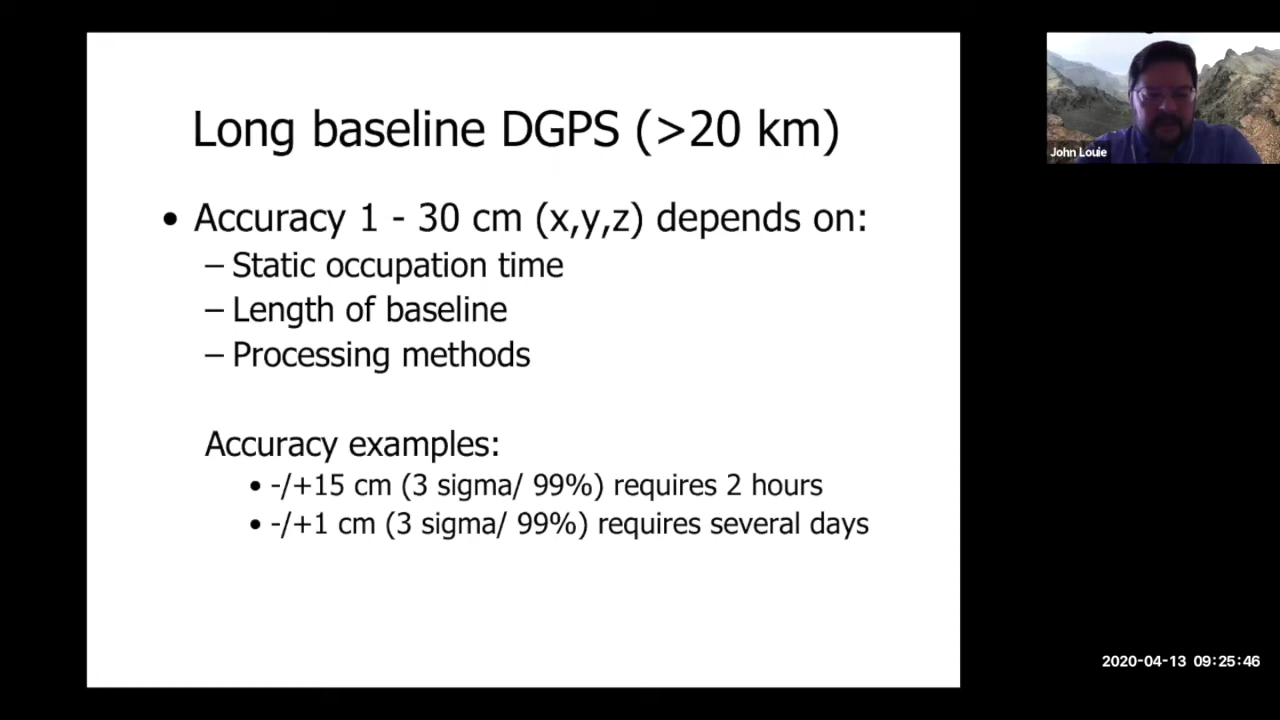 Long baseline DGPS (>20 km)
• Accuracy 1 - 30 cm (x,y,z) depends on:
– Static occupation time
– Length of baseline
– Processing methods
Accuracy examples:
• -/+15 cm (3 sigma/ 99%) requires 2 hours
• -/+1 cm (3 sigma/ 99%) requires several days
John Louie
2020-04-13 09:25:46